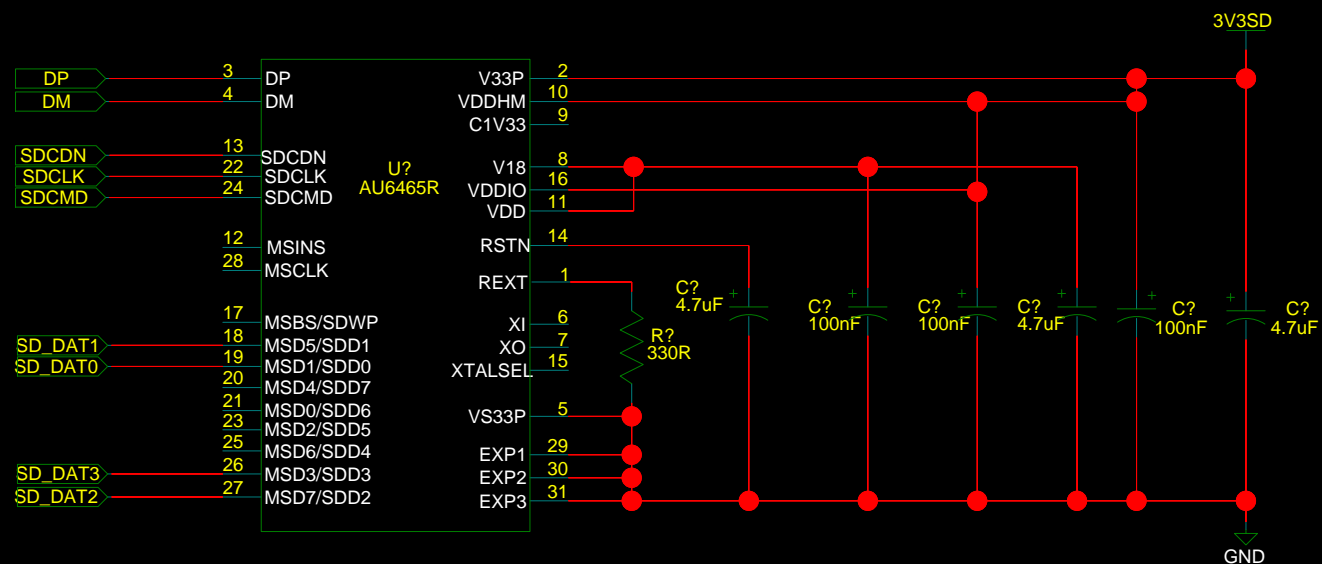 3V3SD
DP 3 DP V33P 2
DM 4 DM VDDHM 10
C1V33 9
SDCDN 13 SDCDN
SDCLK 22 SDCLK
SDCMD 24 SDCMD
U?
AU6465R
V18 8
VDDIO 16
VDD 11
12 MSINS RSTN 14
28 MSCLK REXT 1
17 MSBS/SDWP XI 6
SD_DAT1 18 MSD5/SDD1 XO 7
SD_DAT0 19 MSD1/SDD0 XTALSEL 15
20 MSD4/SDD7
21 MSD0/SDD6 VS33P 5
23 MSD2/SDD5
25 MSD6/SDD4 EXP1 29
SD_DAT3 26 MSD3/SDD3 EXP2 30
SD_DAT2 27 MSD7/SDD2 EXP3 31
R?
330R
C?
4.7uF
C?
100nF
C?
100nF
C?
4.7uF
C?
100nF
C?
4.7uF
GND